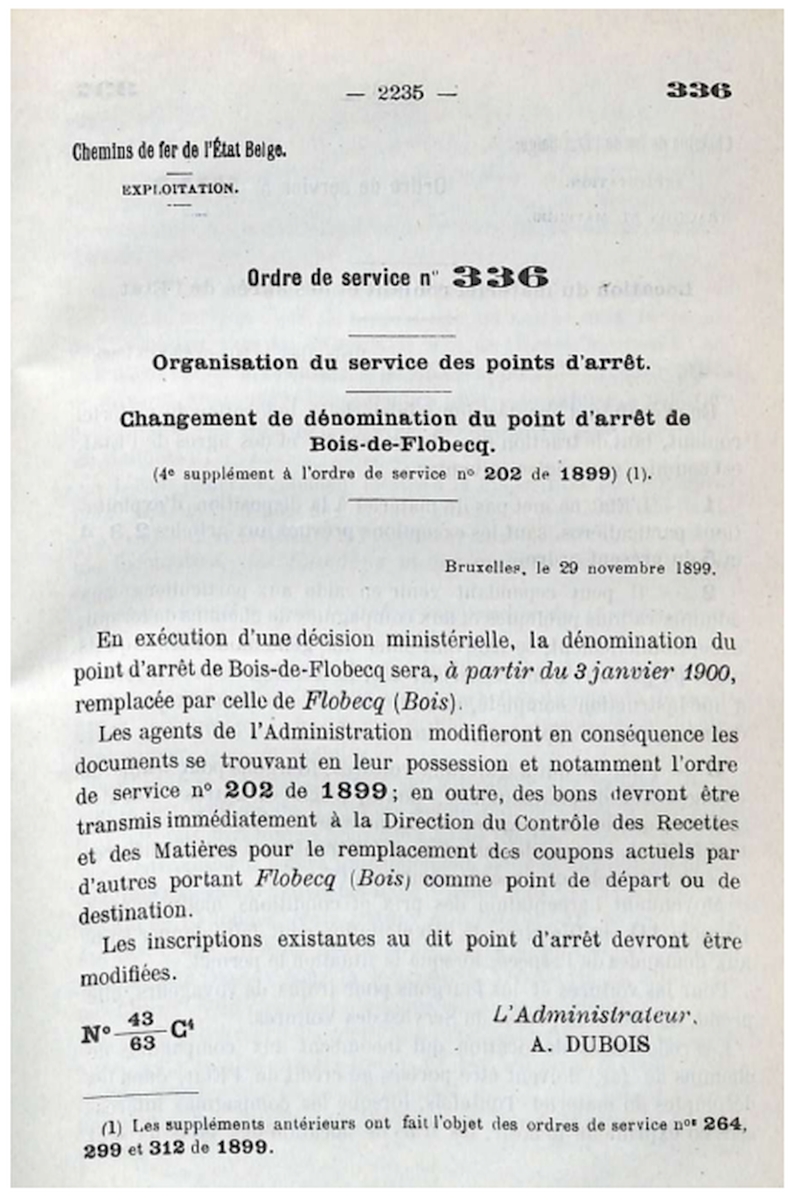 — 2235 — 336
Chemins de fer de l'État Belge.
EXPLOITATION.
Ordre de service n° 336
Organisation du service des points d'arrêt.
Changement de dénomination du point d'arrêt de
Bois-de-Flobecq.
(4e supplément à l'ordre de service no 202 de 1899) (1).
Bruxelles, le 29 novembre 1899.
En exécution d'une décision ministérielle, la dénomination du
point d'arrêt de Bois-de-Flobecq sera, à partir du 3 janvier 1900,
remplacée par celle de Flobecq (Bois).
Les agents de l'Administration modifieront en conséquence les
documents se trouvant en leur possession et notamment l'ordre
de service no 202 de 1899; en outre, des bons devront être
transmis immédiatement à la Direction du Contrôle des Recettes
et des Matières pour le remplacement des coupons actuels par
d'autres portant Flobecq (Bois) comme point de départ ou de
destination.
Les inscriptions existantes au dit point d'arrêt devront être
modifiées.
No 43/63 C4
L'Administrateur,
A. DUBOIS
(1) Les suppléments antérieurs ont fait l'objet des ordres de service nos 264,
299 et 312 de 1899.